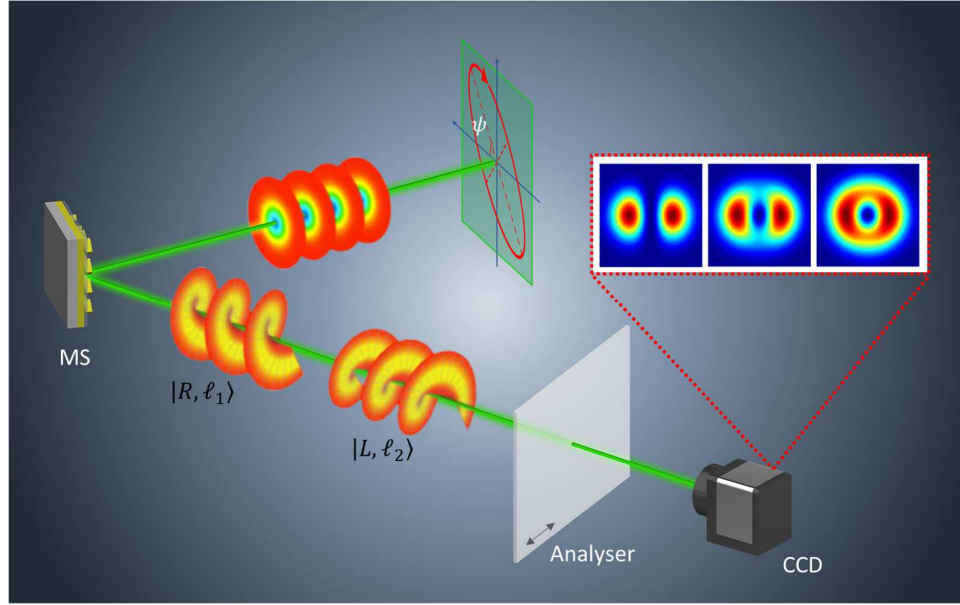 ψ
MS
|R, ℓ₁⟩
|L, ℓ₂⟩
Analyser
CCD